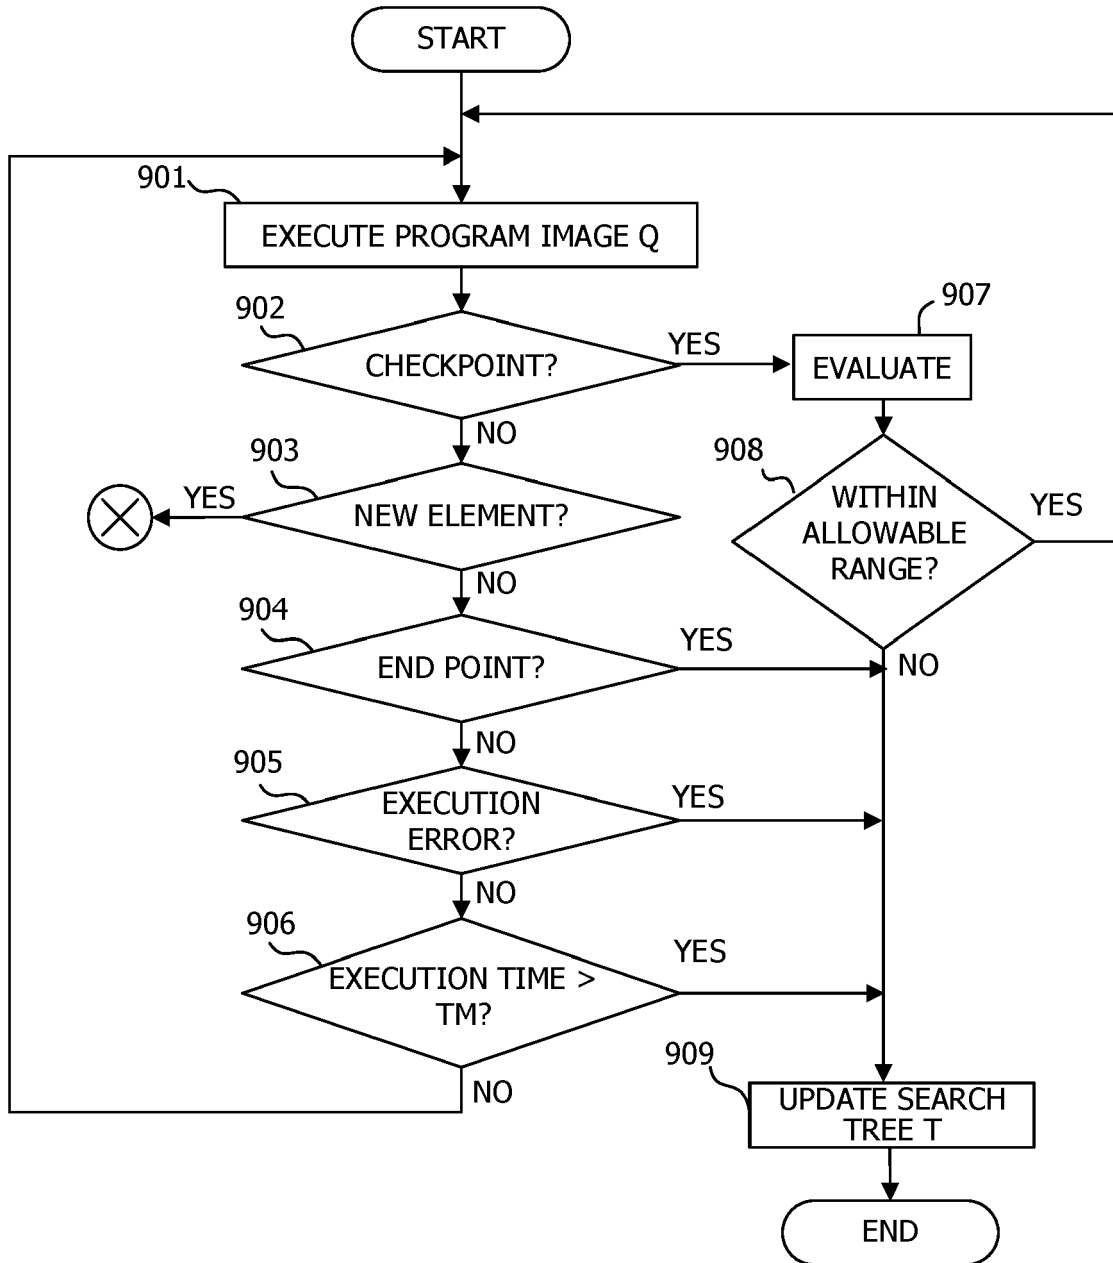 START
901
EXECUTE PROGRAM IMAGE Q
902
CHECKPOINT?
YES
907
EVALUATE
NO
903
NEW ELEMENT?
YES
NO
908
WITHIN
ALLOWABLE
RANGE?
YES
NO
904
END POINT?
YES
NO
905
EXECUTION
ERROR?
YES
NO
906
EXECUTION TIME >
TM?
YES
NO
909
UPDATE SEARCH
TREE T
END